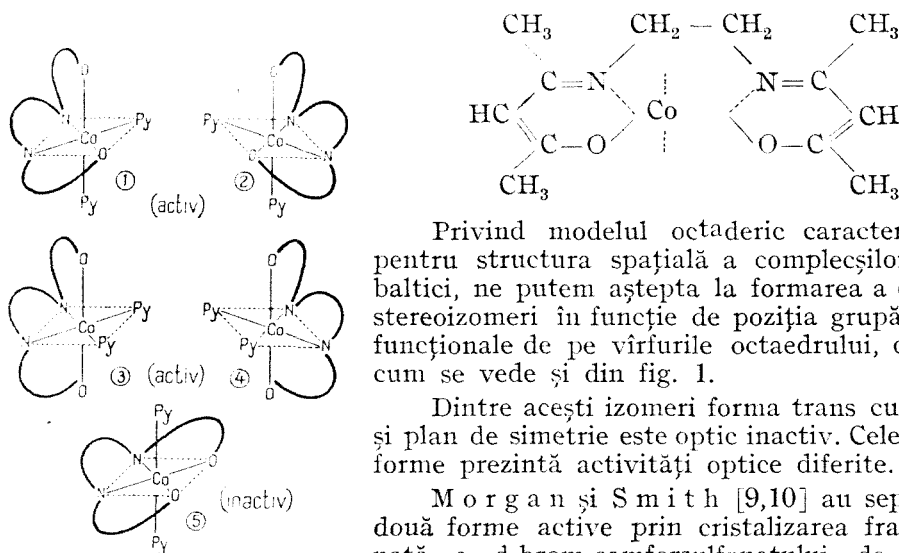 O
N
Co
Py
N
O
Py
①
(activ)
O
Py
Co
N
O
N
Py
②
O
N
Co
Py
N
Py
O
③ (activ) ④
O
Py
Co
N
Py
N
O
Py
N
Co
O
N
O
Py
⑤
(inactiv)
CH₃ CH₂ — CH₂ CH₃
C=N N=C
HC Co CH
C—O O—C
CH₃ CH₃
Privind modelul octaderic caracter
pentru structura spațială a complecșilor
baltici, ne putem aștepta la formarea a
stereoizomeri în funcție de poziția grupă
funcționale de pe vîrfurile octaedrului,
cum se vede și din fig. 1.
Dintre acești izomeri forma trans cu
și plan de simetrie este optic inactiv. Cele
forme prezintă activități optice diferite.
Morgan și Smith [9,10] au sep
două forme active prin cristalizarea fra